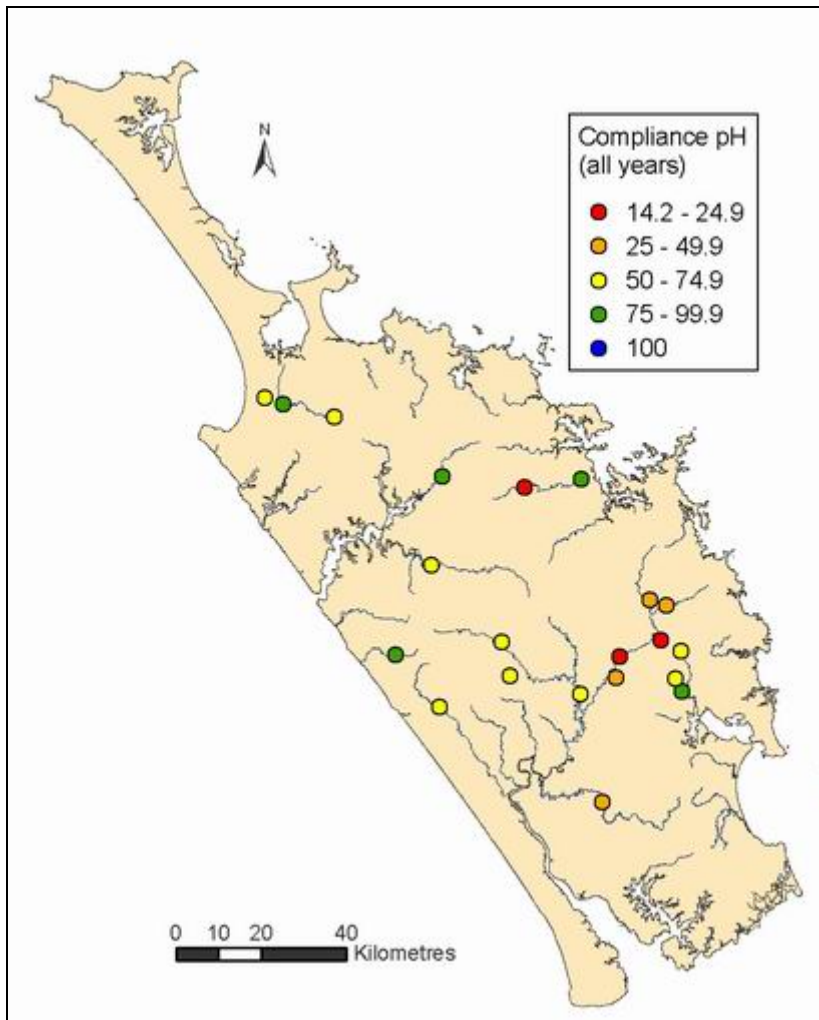 N
Compliance pH
(all years)
14.2 - 24.9
25 - 49.9
50 - 74.9
75 - 99.9
100
0 10 20 40
Kilometres